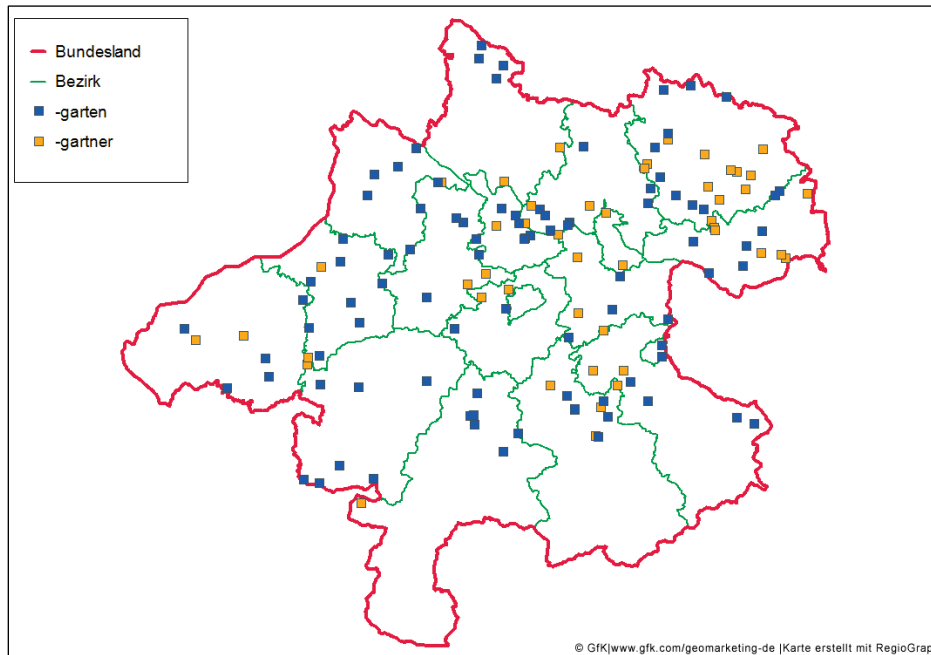 Bundesland
Bezirk
-garten
-gartner
© GfK|www.gfk.com/geomarketing-de |Karte erstellt mit RegioGrap